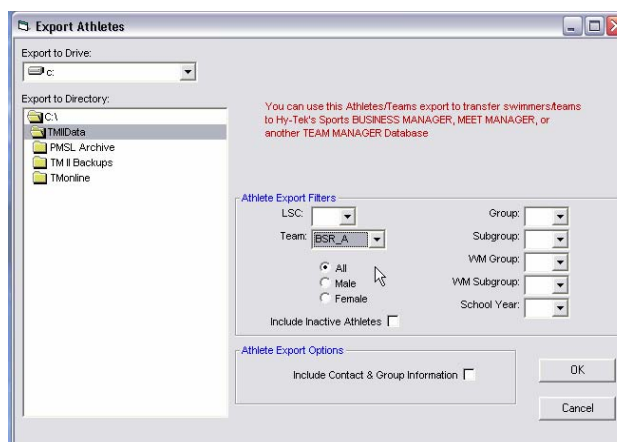 Export Athletes
Export to Drive:
c:
Export to Directory:
C:\
TMIIData
PMSL Archive
TM II Backups
TMonline
You can use this Athletes/Teams export to transfer swimmers/teams
to Hy-Tek's Sports BUSINESS MANAGER, MEET MANAGER, or
another TEAM MANAGER Database
Athlete Export Filters
LSC:
Team: BSR_A
All
Male
Female
Include Inactive Athletes
Group:
Subgroup:
WM Group:
WM Subgroup:
School Year:
Athlete Export Options
Include Contact & Group Information
OK
Cancel